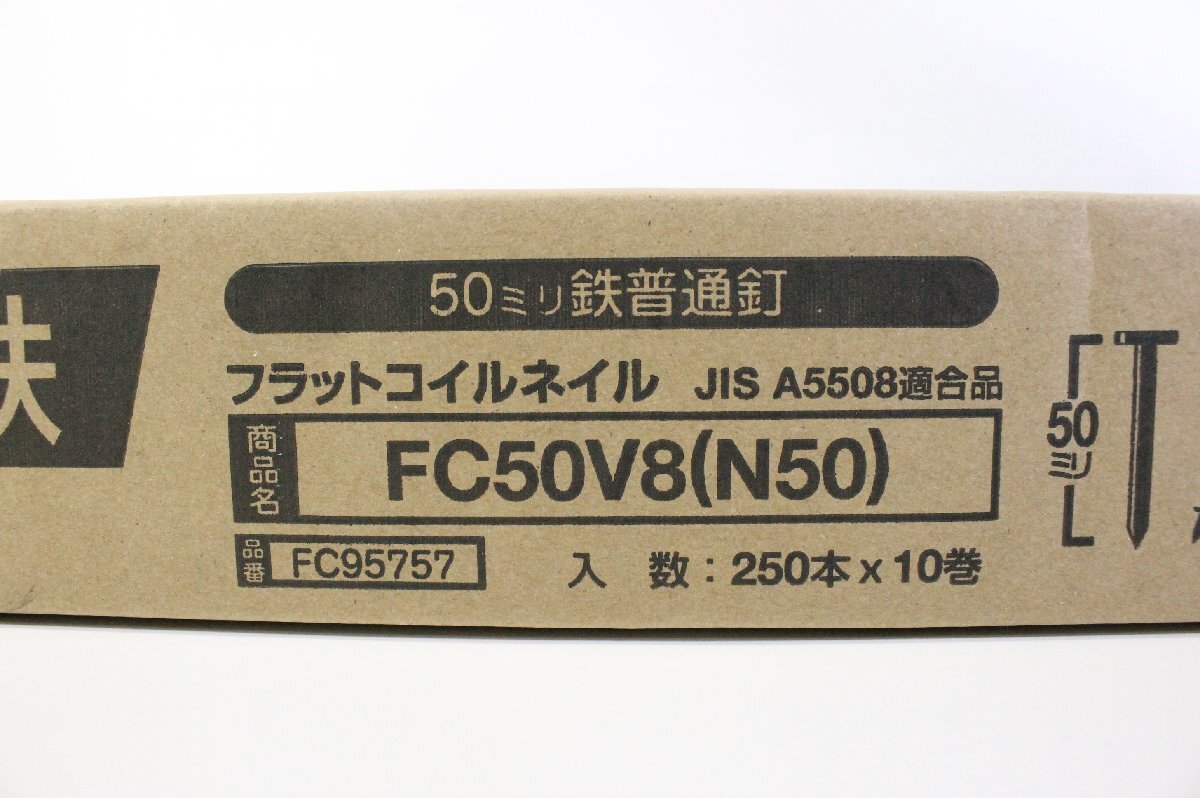 50ミリ鉄普通釘
フラットコイルネイル JIS A5508適合品
商品名 FC50V8(N50)
品番 FC95757 入 数：250本 x 10巻
50ミリ